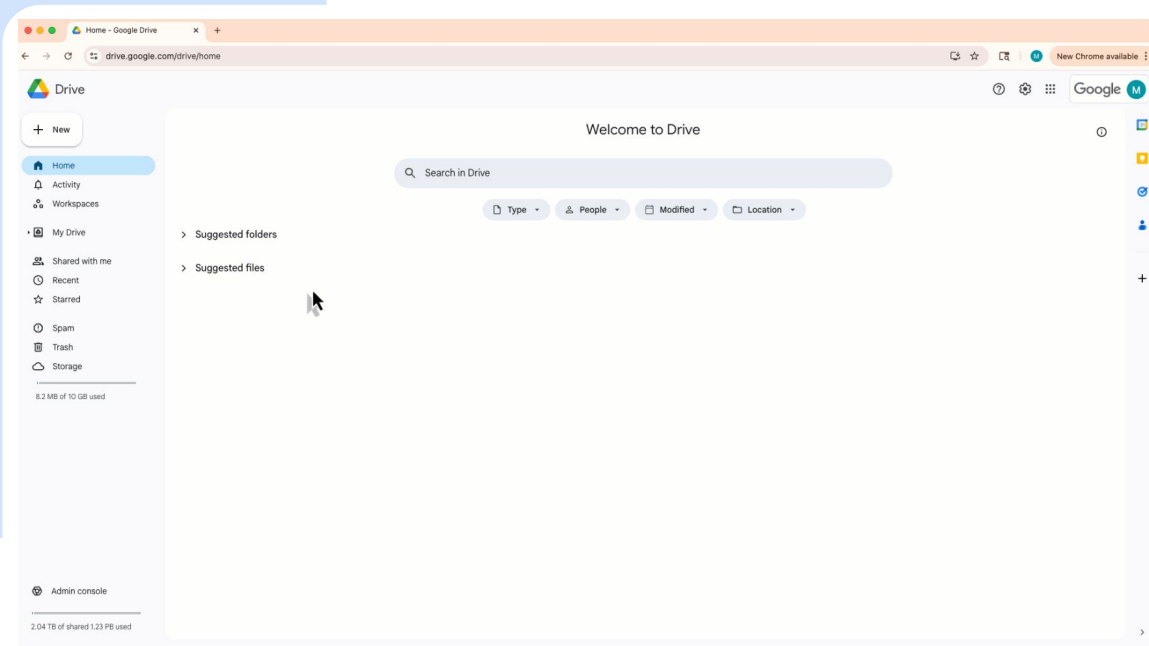 Home - Google Drive
drive.google.com/drive/home
M
New Chrome available
Drive
Google M
New
Welcome to Drive
Home
Search in Drive
Activity
Workspaces
Type
People
Modified
Location
My Drive
Suggested folders
Shared with me
Suggested files
Recent
Starred
Spam
Trash
Storage
8.2 MB of 10 GB used
Admin console
2.04 TB of shared 1.23 PB used